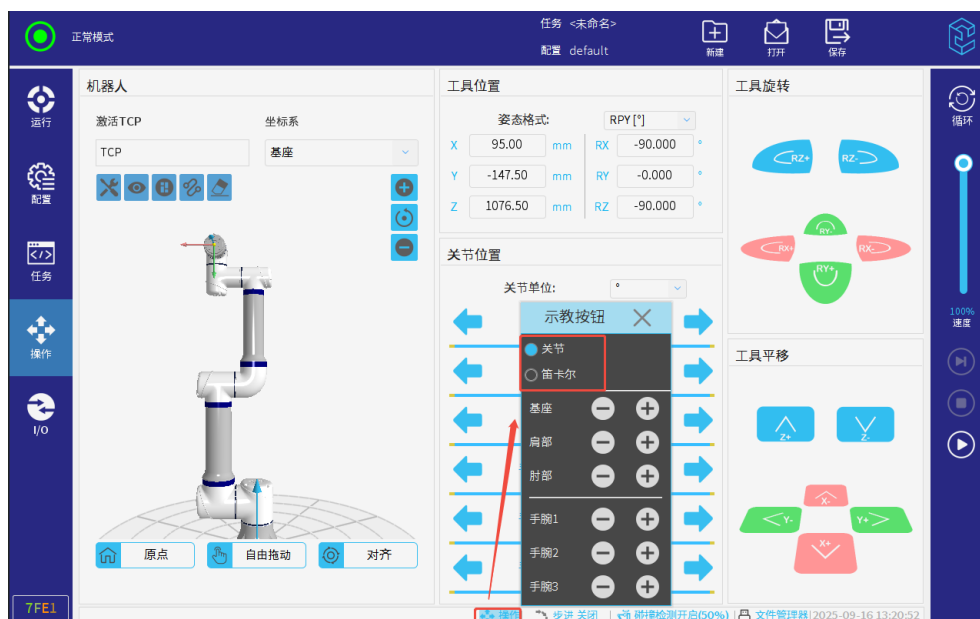 正常模式
任务 <未命名>
配置 default
新建
打开
保存
运行
配置
任务
操作
I/O
7FE1
机器人
激活TCP
坐标系
TCP
基座
原点
自由拖动
对齐
工具位置
姿态格式:
RPY [°]
X 95.00 mm RX -90.000 °
Y -147.50 mm RY -0.000 °
Z 1076.50 mm RZ -90.000 °
关节位置
关节单位:
°
示教按钮
关节
笛卡尔
基座
肩部
肘部
手腕1
手腕2
手腕3
工具旋转
RZ+
RZ-
RY-
RX+
RX-
RY+
工具平移
Z+
Z-
X-
Y-
Y+
X+
循环
100%
速度
操作
步进 关闭
碰撞检测开启(50%)
文件管理器
2025-09-16 13:20:52